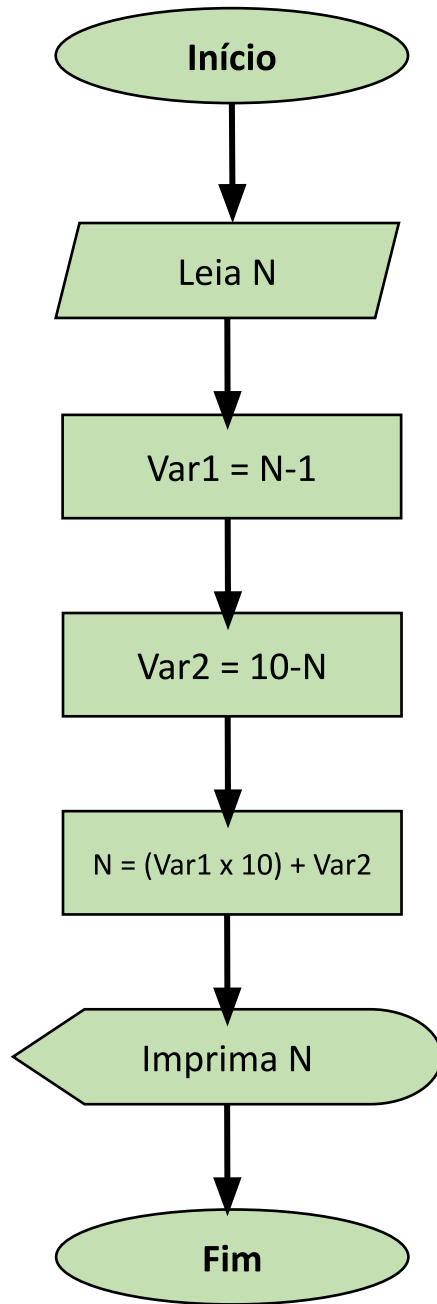 Início
Leia N
Var1 = N-1
Var2 = 10-N
N = (Var1 x 10) + Var2
Imprima N
Fim